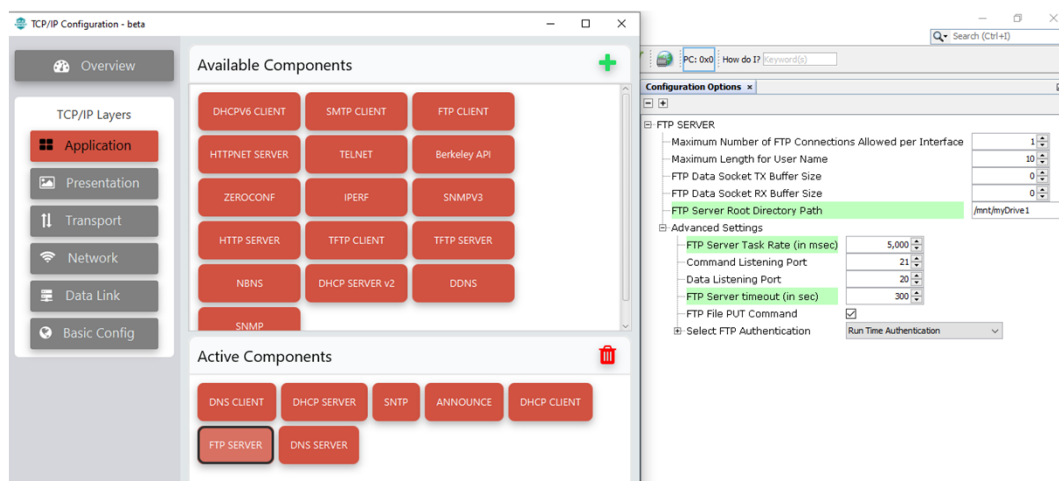 TCP/IP Configuration - beta
Overview
TCP/IP Layers
Application
Presentation
Transport
Network
Data Link
Basic Config
Available Components
DHCPV6 CLIENT
SMTP CLIENT
FTP CLIENT
HTTPNET SERVER
TELNET
Berkeley API
ZEROCONF
IPERF
SNMPV3
HTTP SERVER
TFTP CLIENT
TFTP SERVER
NBNS
DHCP SERVER v2
DDNS
SNMP
Active Components
DNS CLIENT
DHCP SERVER
SNTP
ANNOUNCE
DHCP CLIENT
FTP SERVER
DNS SERVER
Search (Ctrl+I)
PC: 0x0 How do I? Keyword(s)
Configuration Options ×
FTP SERVER
Maximum Number of FTP Connections Allowed per Interface 1
Maximum Length for User Name 10
FTP Data Socket TX Buffer Size 0
FTP Data Socket RX Buffer Size 0
FTP Server Root Directory Path /mnt/myDrive1
Advanced Settings
FTP Server Task Rate (in msec) 5,000
Command Listening Port 21
Data Listening Port 20
FTP Server timeout (in sec) 300
FTP File PUT Command
Select FTP Authentication Run Time Authentication